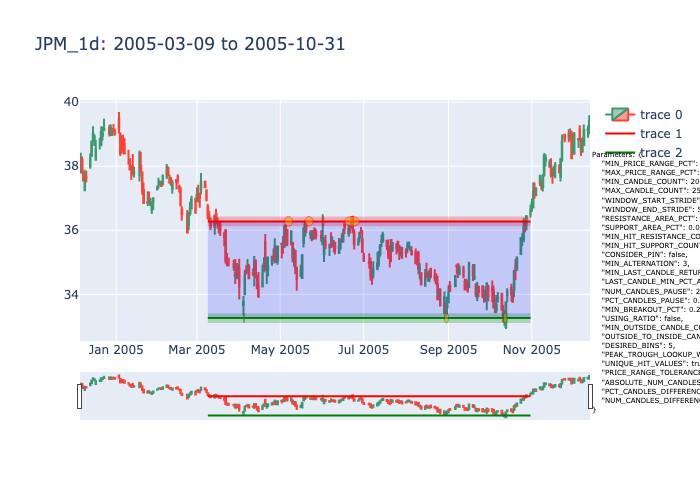 JPM_1d: 2005-03-09 to 2005-10-31
40
38
36
34
Jan 2005
Mar 2005
May 2005
Jul 2005
Sep 2005
Nov 2005
trace 0
trace 1
trace 2
Parameters: {
"MIN_PRICE_RANGE_PCT":
"MAX_PRICE_RANGE_PCT":
"MIN_CANDLE_COUNT": 20
"MAX_CANDLE_COUNT": 25
"WINDOW_START_STRIDE"
"WINDOW_END_STRIDE": 5
"RESISTANCE_AREA_PCT":
"SUPPORT_AREA_PCT": 0.0
"MIN_HIT_RESISTANCE_CO
"MIN_HIT_SUPPORT_COUN
"CONSIDER_PIN": false,
"MIN_ALTERNATION": 3,
"MIN_LAST_CANDLE_RETUR
"LAST_CANDLE_MIN_PCT_A
"NUM_CANDLES_PAUSE": 2
"PCT_CANDLES_PAUSE": 0.
"MIN_BREAKOUT_PCT": 0.2
"USING_RATIO": false,
"MIN_OUTSIDE_CANDLE_CO
"OUTSIDE_TO_INSIDE_CAN
"DESIRED_BINS": 5,
"PEAK_TROUGH_LOOKUP_W
"UNIQUE_HIT_VALUES": tru
"PRICE_RANGE_TOLERANC
"ABSOLUTE_NUM_CANDLES
"PCT_CANDLES_DIFFERENC
"NUM_CANDLES_DIFFERENC
}